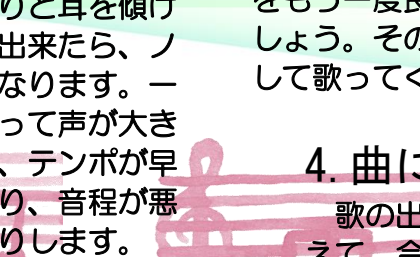 りと耳を傾け
出来たら、ノ
なります。一
って声が大き
、テンポが早
り、音程が悪
りします。
をもう一度良
しょう。その
して歌ってく
4. 曲に
歌の出
えて、今